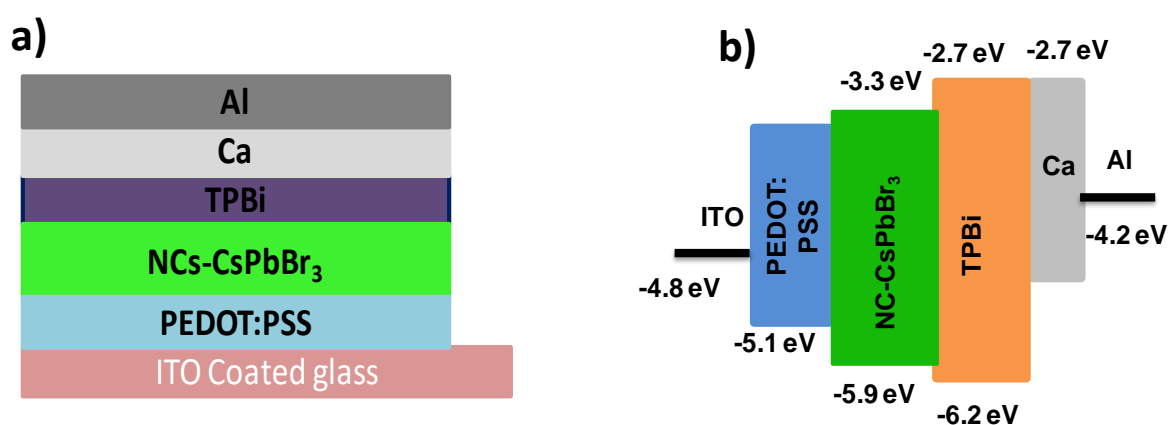 a)
Al
Ca
TPBi
NCs-CsPbBr₃
PEDOT:PSS
ITO Coated glass
b)
-2.7 eV
-2.7 eV
-3.3 eV
ITO
PEDOT:
PSS
NC-CsPbBr₃
TPBi
Ca
Al
-4.8 eV
-4.2 eV
-5.1 eV
-5.9 eV
-6.2 eV